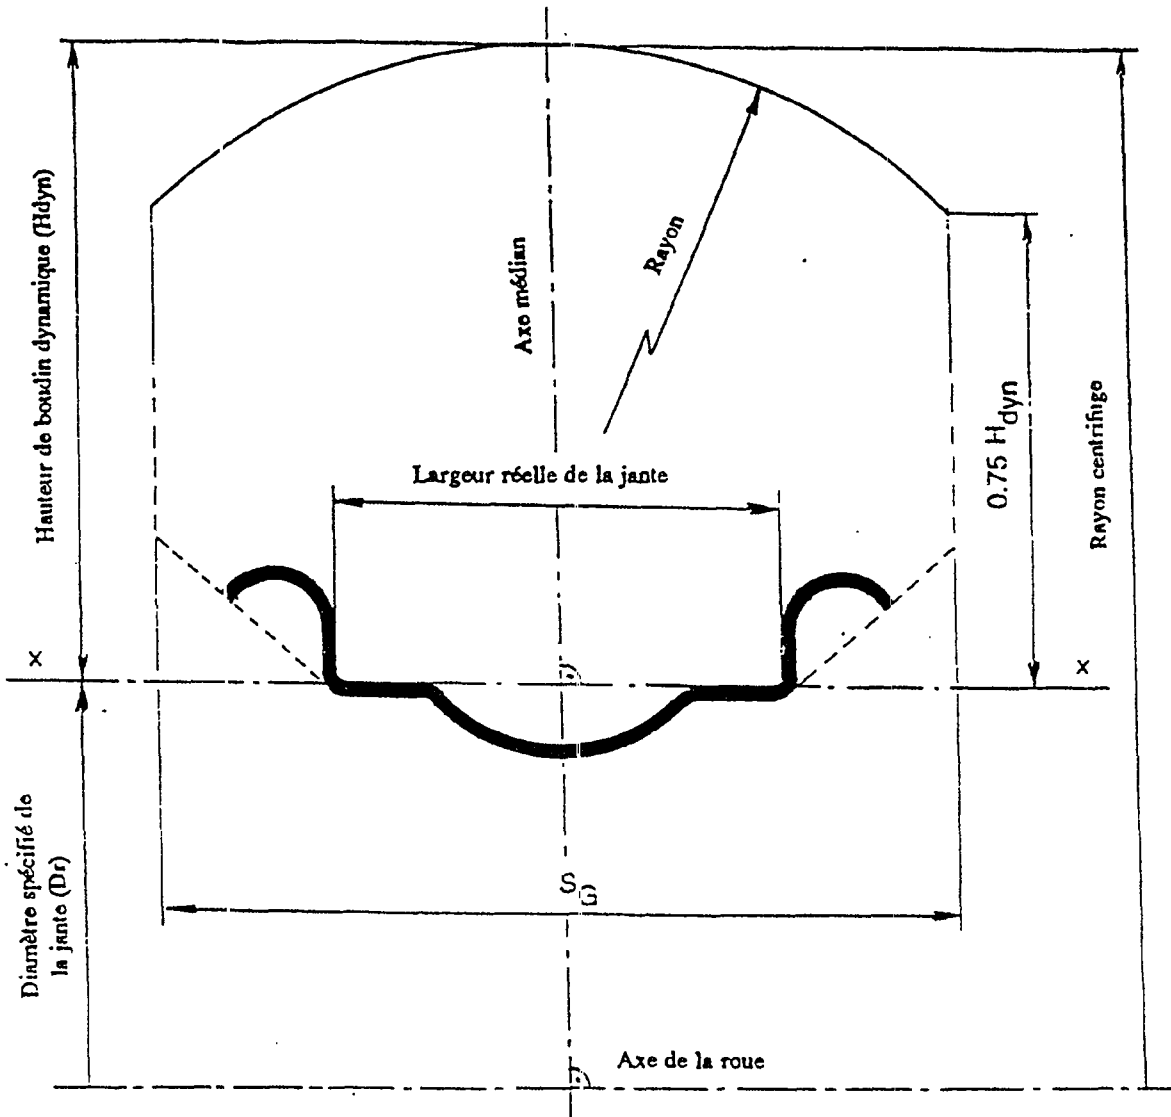 Hauteur de boudin dynamique (Hdyn)
Axe médian
Rayon
Largeur réelle de la jante
0.75 Hdyn
Rayon centrifuge
x
x
Diamètre spécifié de
la jante (Dr)
SG
Axe de la roue